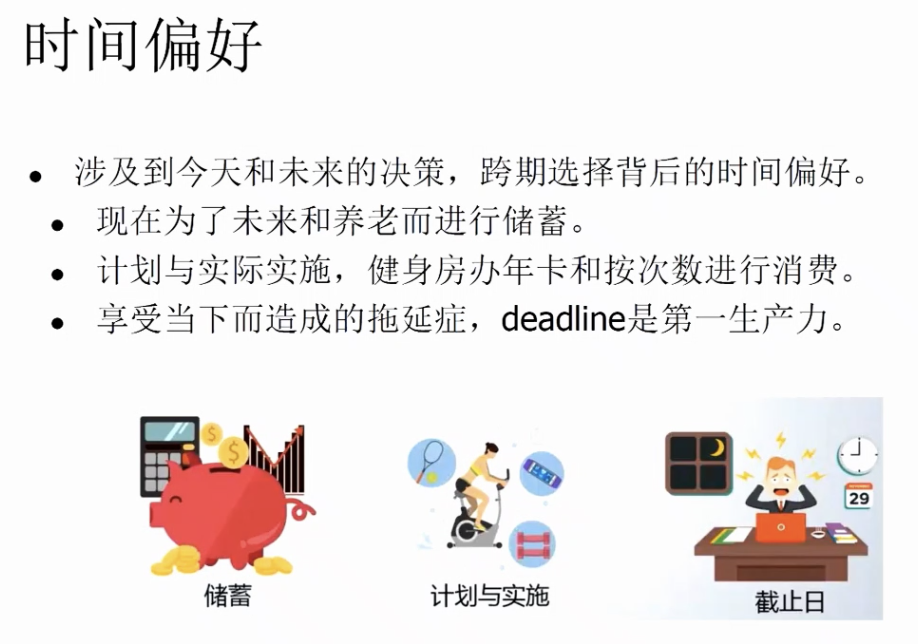 时间偏好
• 涉及到今天和未来的决策，跨期选择背后的时间偏好。
• 现在为了未来和养老而进行储蓄。
• 计划与实际实施，健身房办年卡和按次数进行消费。
• 享受当下而造成的拖延症，deadline是第一生产力。
$
$
29
储蓄
计划与实施
截止日